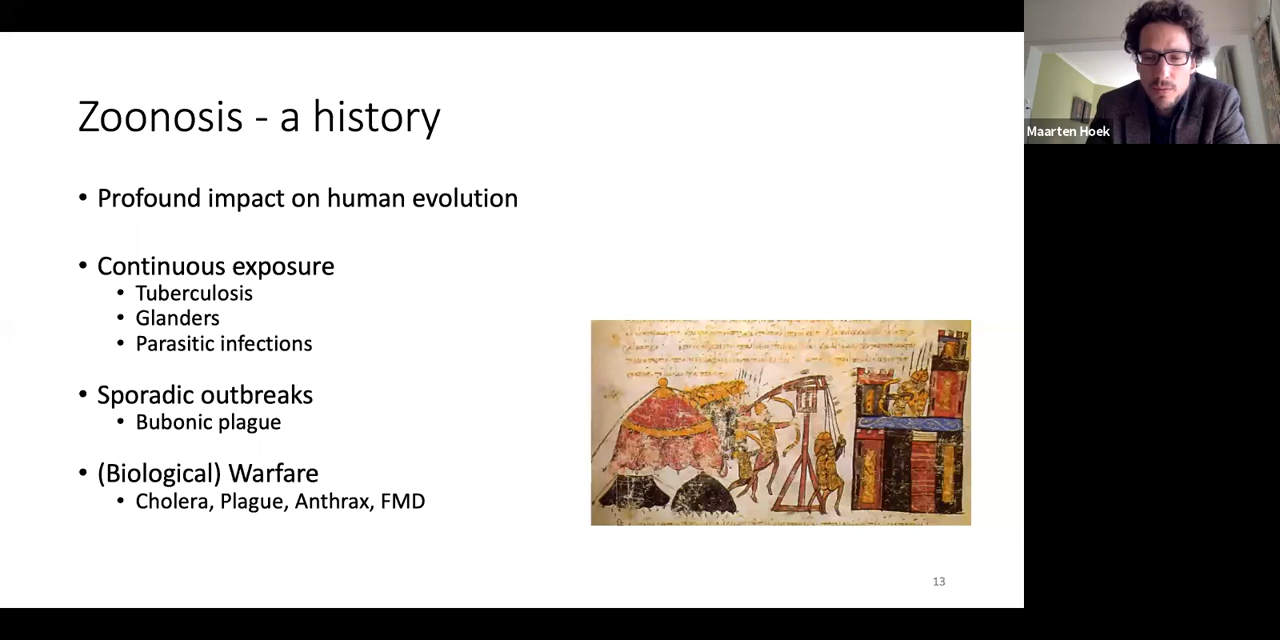 Zoonosis - a history
• Profound impact on human evolution
• Continuous exposure
• Tuberculosis
• Glanders
• Parasitic infections
• Sporadic outbreaks
• Bubonic plague
• (Biological) Warfare
• Cholera, Plague, Anthrax, FMD
13
Maarten Hoek